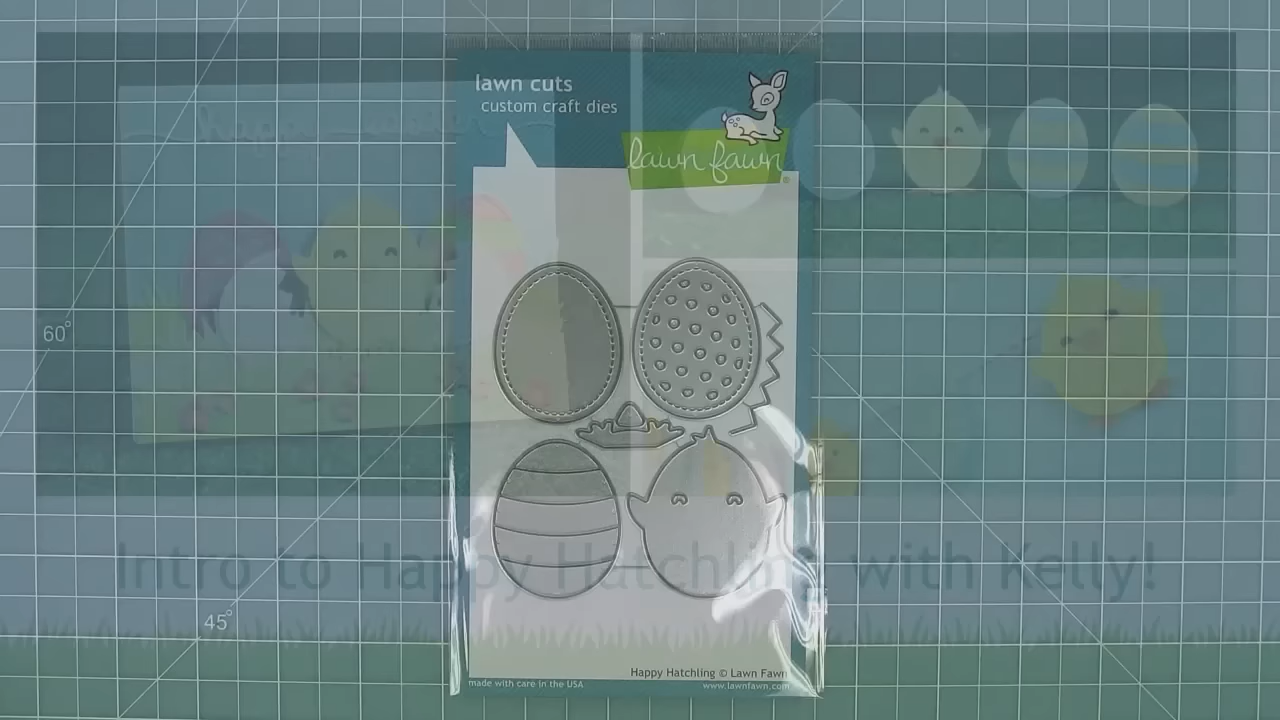 lawn cuts
custom craft dies
lawn fawn
®
60°
Intro to Happy Hatchling with Kelly!
45°
Happy Hatchling © Lawn Fawn
made with care in the USA
www.lawnfawn.com